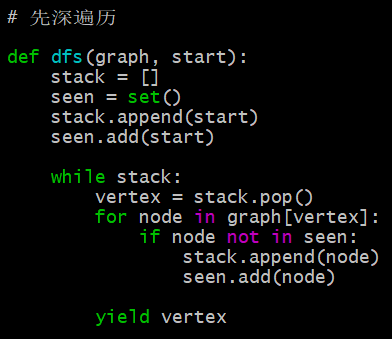 # 先深遍历
def dfs(graph, start):
    stack = []
    seen = set()
    stack.append(start)
    seen.add(start)
    while stack:
        vertex = stack.pop()
        for node in graph[vertex]:
            if node not in seen:
                stack.append(node)
                seen.add(node)
        yield vertex